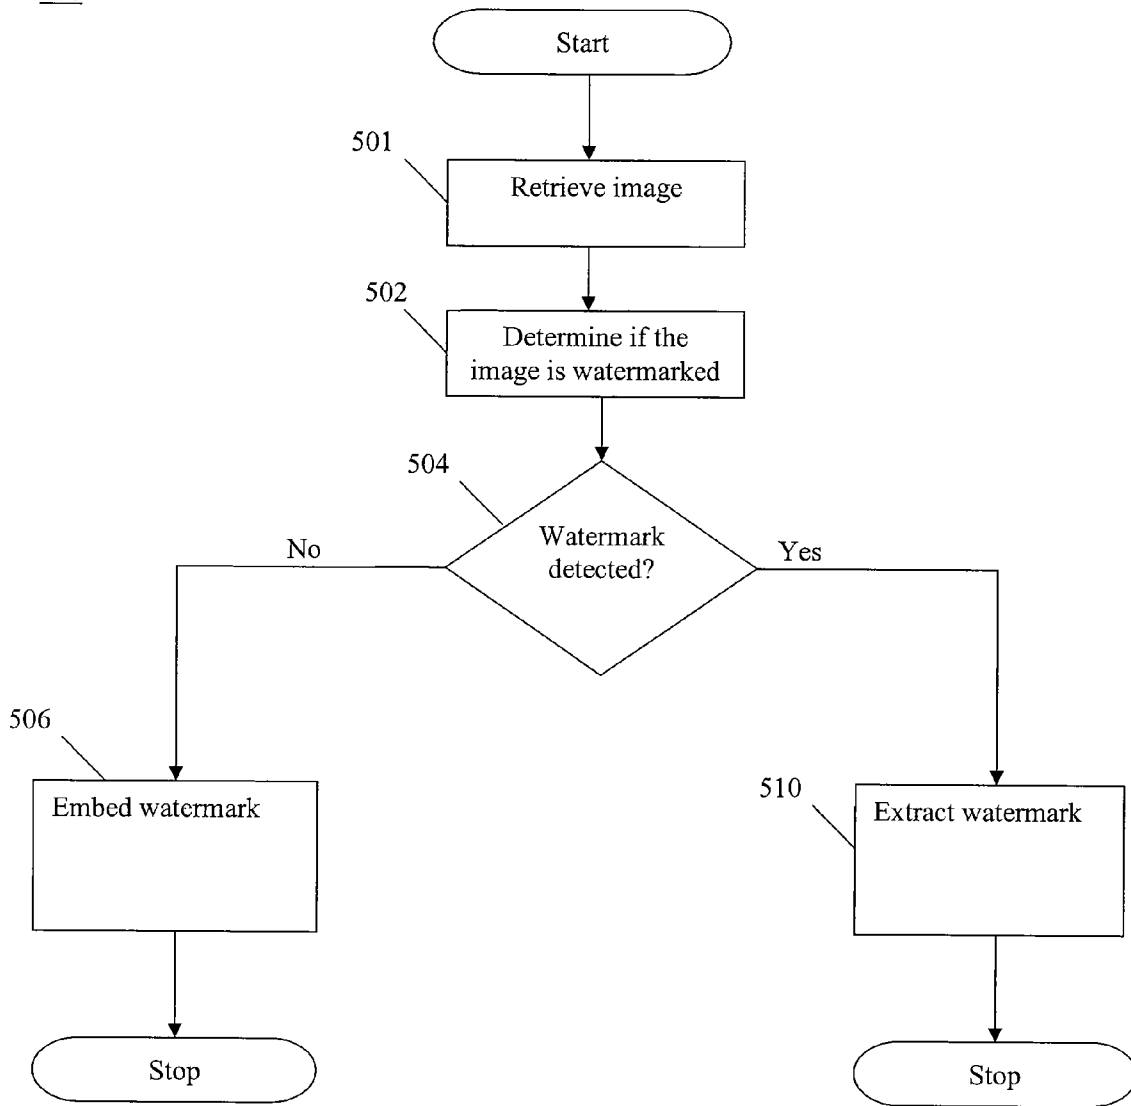 Start
501
Retrieve image
502
Determine if the
image is watermarked
504
Watermark
detected?
No
Yes
506
Embed watermark
510
Extract watermark
Stop
Stop